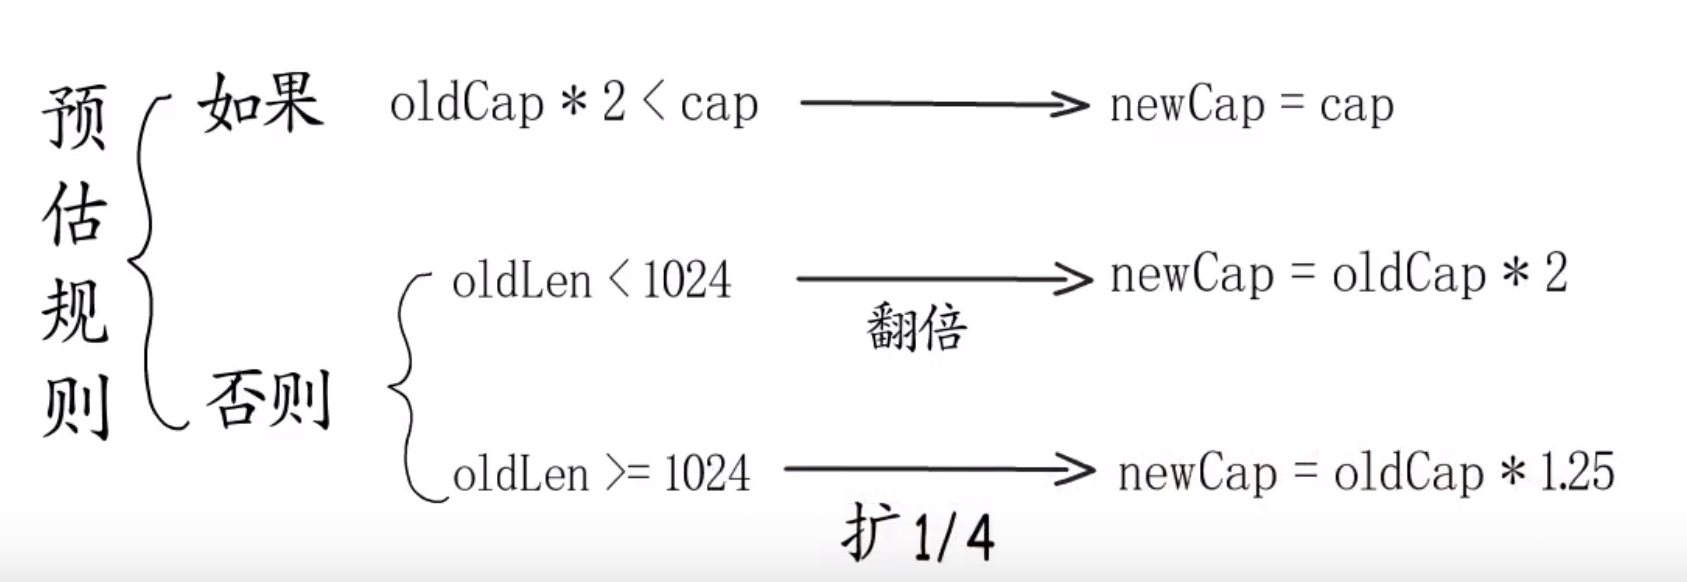 预估规则
如果 oldCap * 2 < cap newCap = cap
否则
oldLen < 1024 翻倍 newCap = oldCap * 2
oldLen >= 1024 扩1/4 newCap = oldCap * 1.25